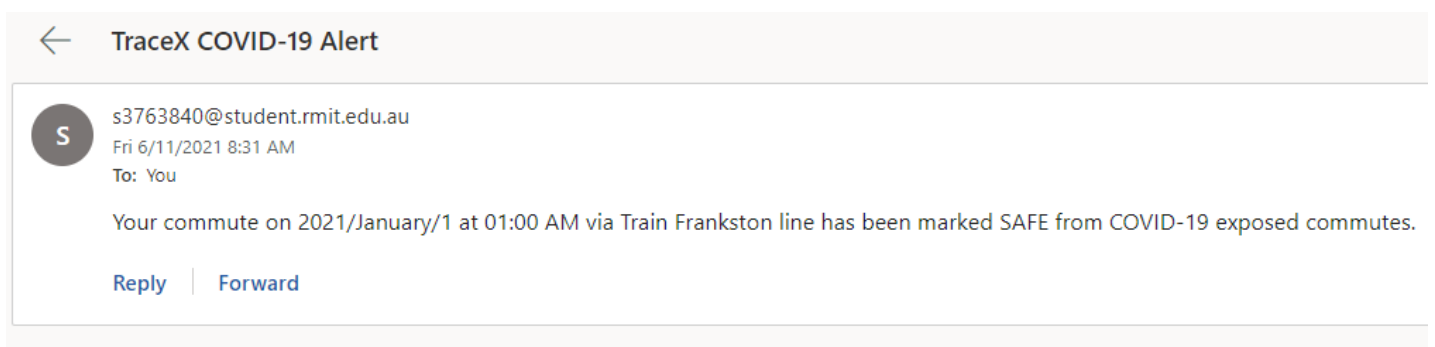 TraceX COVID-19 Alert
S
s3763840@student.rmit.edu.au
Fri 6/11/2021 8:31 AM
To: You
Your commute on 2021/January/1 at 01:00 AM via Train Frankston line has been marked SAFE from COVID-19 exposed commutes.
Reply Forward